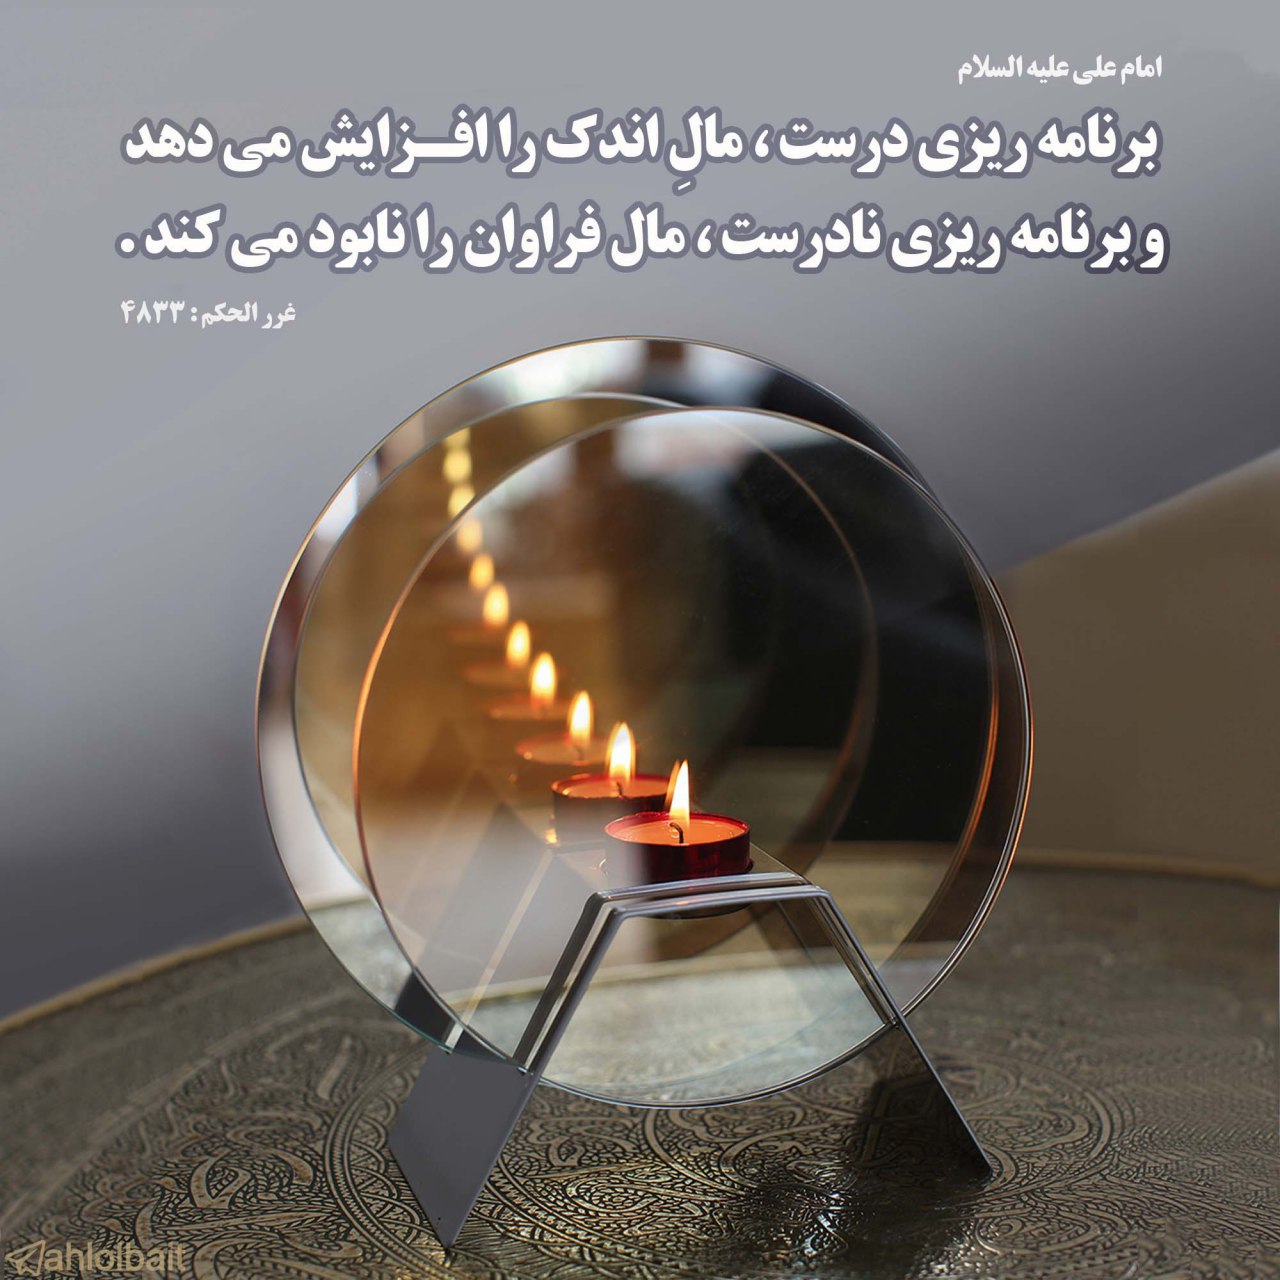 امام علی علیه السلام
برنامه ریزی درست، مالِ اندک را افـزایش می دهد
و برنامه ریزی نادرست، مال فراوان را نابود می کند.
غرر الحکم : ۴۸۳۳
ahlolbait